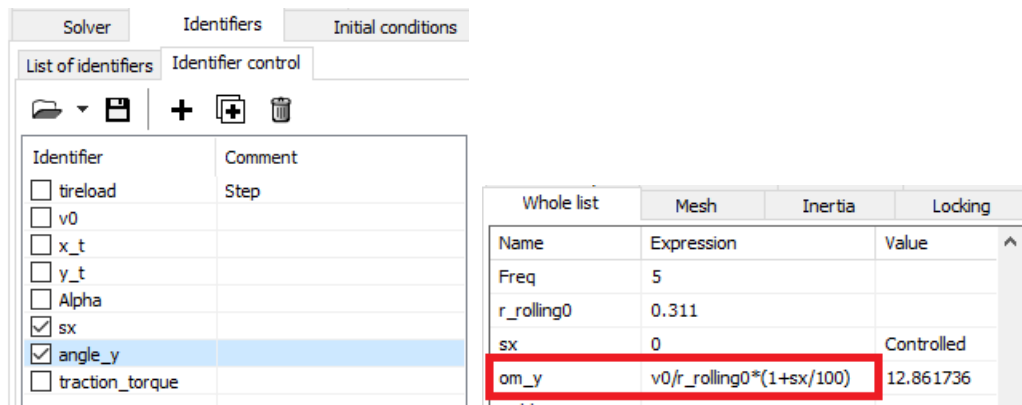 Solver Identifiers Initial conditions
List of identifiers Identifier control
Identifier Comment
tireload Step
v0
x_t
y_t
Alpha
sx
angle_y
traction_torque
Whole list Mesh Inertia Locking
Name Expression Value
Freq 5
r_rolling0 0.311
sx 0 Controlled
om_y v0/r_rolling0*(1+sx/100) 12.861736